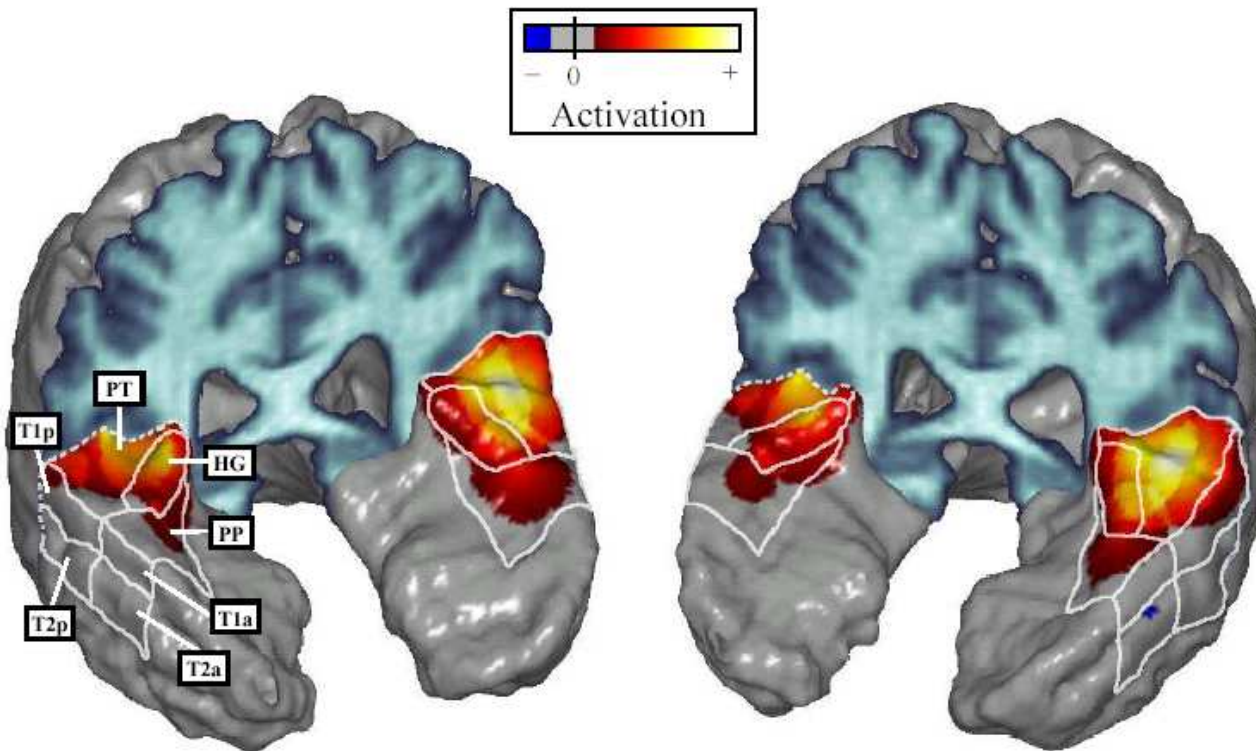 − 0 +
Activation
PT
T1p
HG
PP
T2p
T1a
T2a